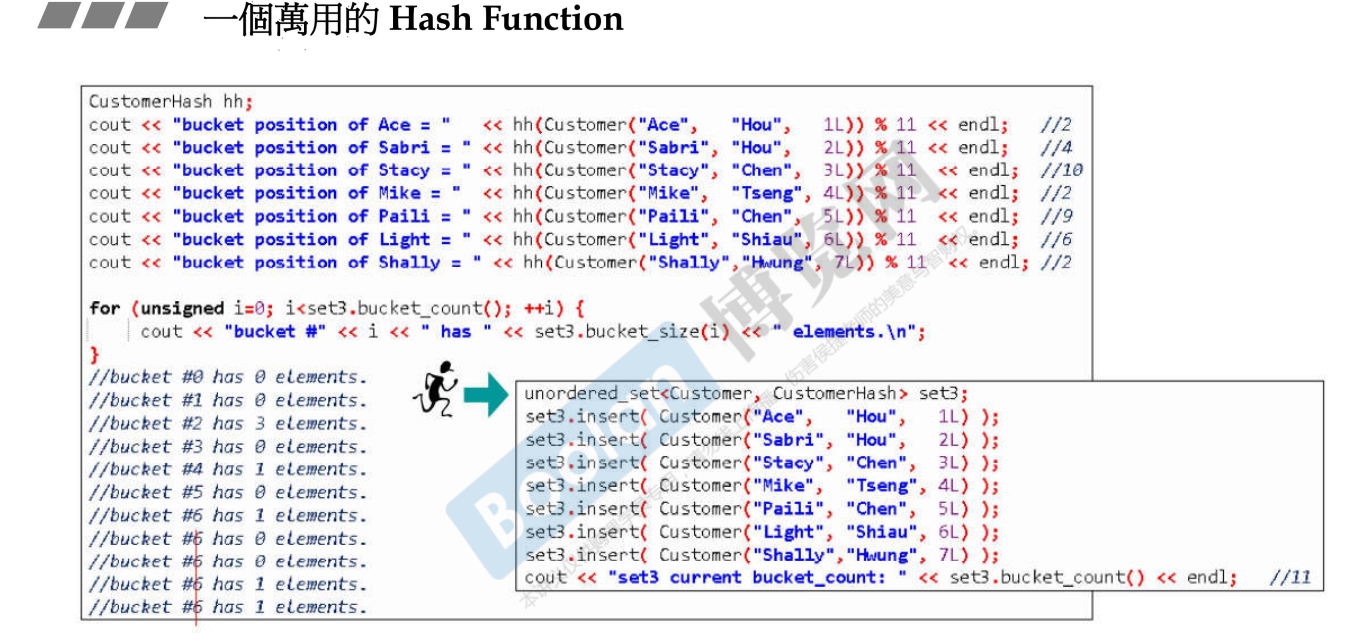 一個萬用的 Hash Function
CustomerHash hh;
cout << "bucket position of Ace = "   << hh(Customer("Ace",   "Hou",   1L)) % 11 << endl;   //2
cout << "bucket position of Sabri = " << hh(Customer("Sabri", "Hou",   2L)) % 11 << endl;   //4
cout << "bucket position of Stacy = " << hh(Customer("Stacy", "Chen",  3L)) % 11  << endl;  //10
cout << "bucket position of Mike = "  << hh(Customer("Mike",  "Tseng", 4L)) % 11  << endl;  //2
cout << "bucket position of Paili = " << hh(Customer("Paili", "Chen",  5L)) % 11  << endl;  //9
cout << "bucket position of Light = " << hh(Customer("Light", "Shiau", 6L)) % 11  << endl;  //6
cout << "bucket position of Shally = " << hh(Customer("Shally","Hwung", 7L)) % 11  << endl; //2
for (unsigned i=0; i<set3.bucket_count(); ++i) {
cout << "bucket #" << i << " has " << set3.bucket_size(i) << " elements.\n";
}
//bucket #0 has 0 elements.
//bucket #1 has 0 elements.
//bucket #2 has 3 elements.
//bucket #3 has 0 elements.
//bucket #4 has 1 elements.
//bucket #5 has 0 elements.
//bucket #6 has 1 elements.
//bucket #6 has 0 elements.
//bucket #6 has 0 elements.
//bucket #6 has 1 elements.
//bucket #6 has 1 elements.
unordered_set<Customer, CustomerHash> set3;
set3.insert( Customer("Ace",   "Hou",   1L) );
set3.insert( Customer("Sabri", "Hou",   2L) );
set3.insert( Customer("Stacy", "Chen",  3L) );
set3.insert( Customer("Mike",  "Tseng", 4L) );
set3.insert( Customer("Paili", "Chen",  5L) );
set3.insert( Customer("Light", "Shiau", 6L) );
set3.insert( Customer("Shally","Hwung", 7L) );
cout << "set3 current bucket_count: " << set3.bucket_count() << endl;   //11
Boolan 博览网